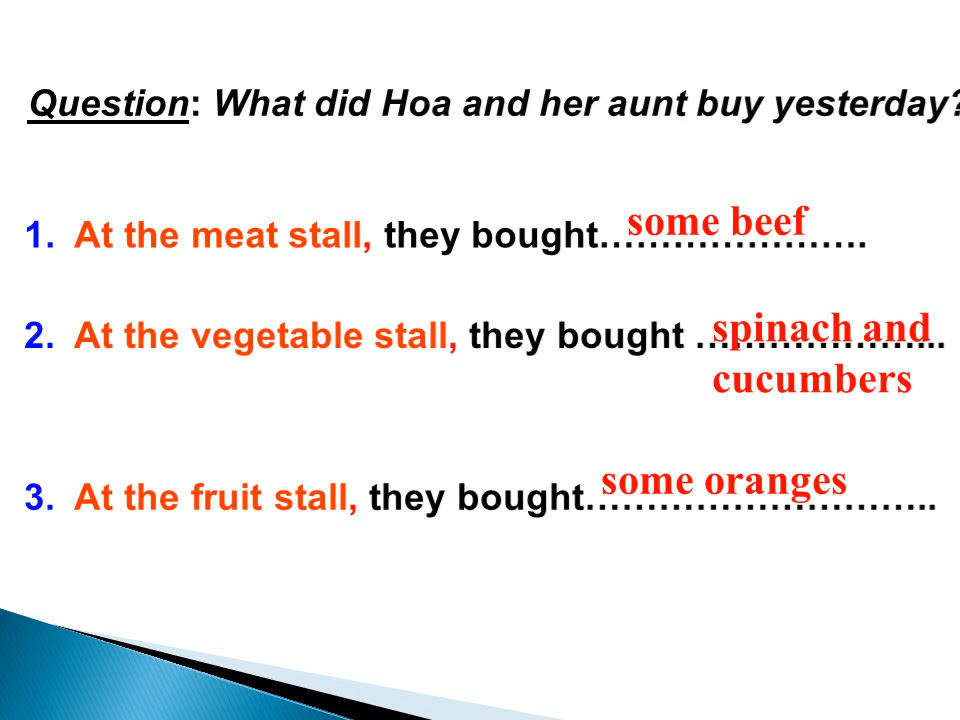 Question: What did Hoa and her aunt buy yesterday?
1. At the meat stall, they bought……………………. some beef
2. At the vegetable stall, they bought ………………... spinach and
cucumbers
3. At the fruit stall, they bought……………………….. some oranges